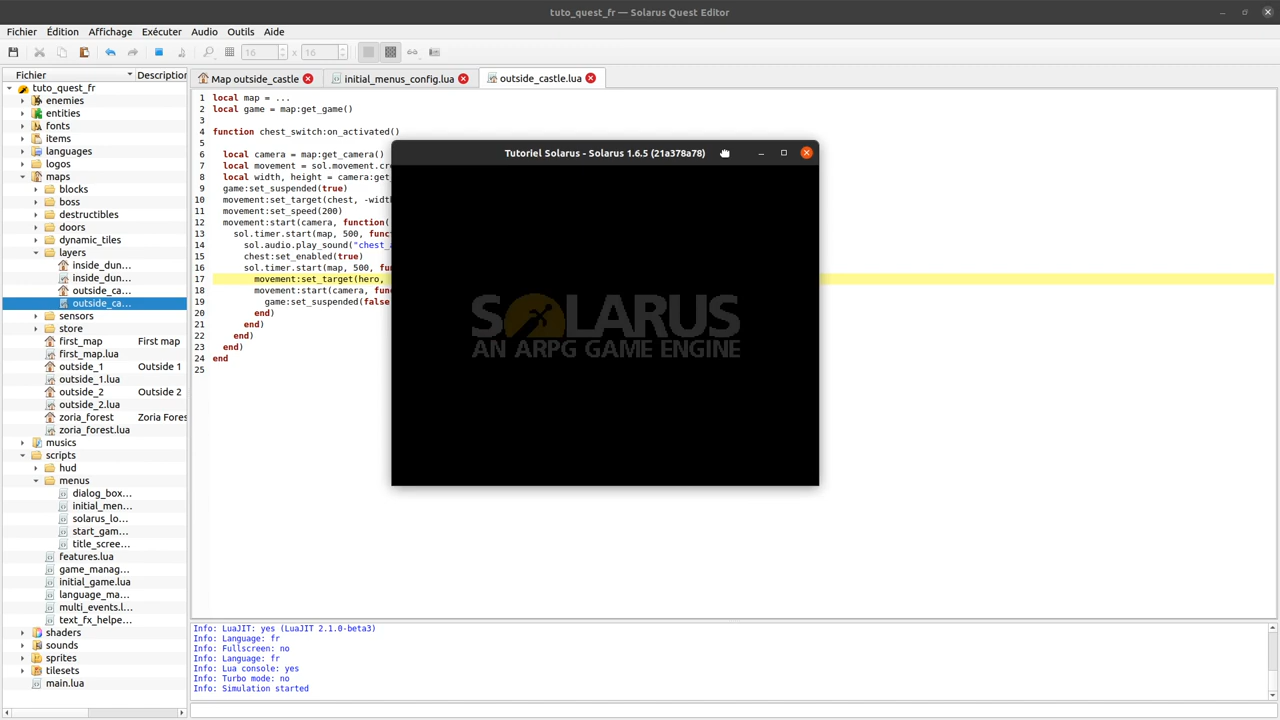 tuto_quest_fr — Solarus Quest Editor
Fichier Édition Affichage Exécuter Audio Outils Aide
16 x 16
Fichier Description
tuto_quest_fr
enemies
entities
fonts
items
languages
logos
maps
blocks
boss
destructibles
doors
dynamic_tiles
layers
inside_dun...
inside_dun...
outside_ca...
outside_ca...
sensors
store
first_map First map
first_map.lua
outside_1 Outside 1
outside_1.lua
outside_2 Outside 2
outside_2.lua
zoria_forest Zoria Fores
zoria_forest.lua
musics
scripts
hud
menus
dialog_box...
initial_men...
solarus_lo...
start_gam...
title_scree...
features.lua
game_manag...
initial_game.lua
language_ma...
multi_events.l...
text_fx_helpe...
shaders
sounds
sprites
tilesets
main.lua
Map outside_castle initial_menus_config.lua outside_castle.lua
1 local map = ...
2 local game = map:get_game()
3
4 function chest_switch:on_activated()
5
6 local camera = map:get_camera()
7 local movement = sol.movement.cre
8 local width, height = camera:get_
9 game:set_suspended(true)
10 movement:set_target(chest, -width
11 movement:set_speed(200)
12 movement:start(camera, function(
13 sol.timer.start(map, 500, func
14 sol.audio.play_sound("chest_a
15 chest:set_enabled(true)
16 sol.timer.start(map, 500, fu
17 movement:set_target(hero,
18 movement:start(camera, func
19 game:set_suspended(false
20 end)
21 end)
22 end)
23 end)
24 end
25
Tutoriel Solarus - Solarus 1.6.5 (21a378a78)
SOLARUS
AN ARPG GAME ENGINE
Info: LuaJIT: yes (LuaJIT 2.1.0-beta3)
Info: Language: fr
Info: Fullscreen: no
Info: Language: fr
Info: Lua console: yes
Info: Turbo mode: no
Info: Simulation started